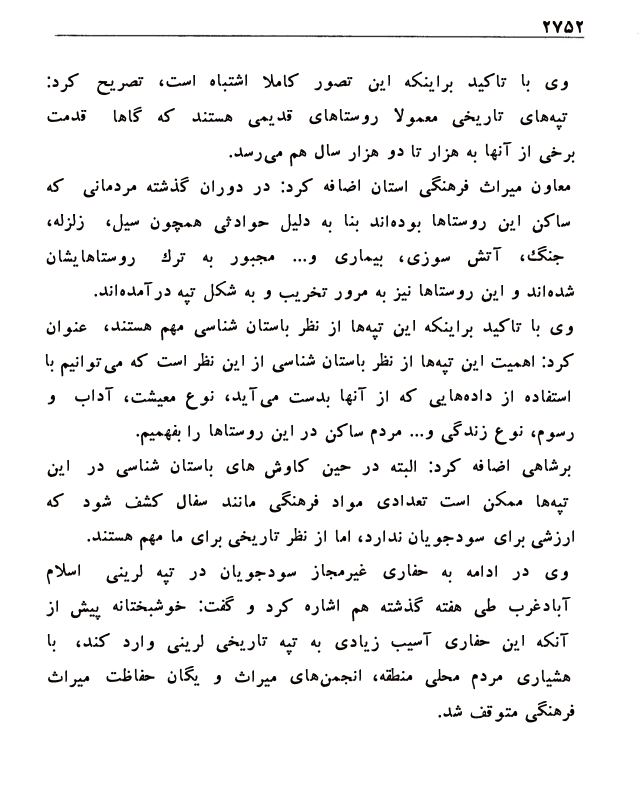 ۲۷۵۲
وی با تاکید براینکه این تصور کاملا اشتباه است، تصریح کرد:
تپه‌های تاریخی معمولا روستاهای قدیمی هستند که گاها قدمت
برخی از آنها به هزار تا دو هزار سال هم می‌رسد.
معاون میراث فرهنگی استان اضافه کرد: در دوران گذشته مردمانی که
ساکن این روستاها بوده‌اند بنا به دلیل حوادثی همچون سیل، زلزله،
جنگ، آتش سوزی، بیماری و... مجبور به ترك روستاهایشان
شده‌اند و این روستاها نیز به مرور تخریب و به شکل تپه درآمده‌اند.
وی با تاکید براینکه این تپه‌ها از نظر باستان شناسی مهم هستند، عنوان
کرد: اهمیت این تپه‌ها از نظر باستان شناسی از این نظر است که می‌توانیم با
استفاده از داده‌هایی که از آنها بدست می‌آید، نوع معیشت، آداب و
رسوم، نوع زندگی و... مردم ساکن در این روستاها را بفهمیم.
برشاهی اضافه کرد: البته در حین کاوش های باستان شناسی در این
تپه‌ها ممکن است تعدادی مواد فرهنگی مانند سفال کشف شود که
ارزشی برای سودجویان ندارد، اما از نظر تاریخی برای ما مهم هستند.
وی در ادامه به حفاری غیرمجاز سودجویان در تپه لرینی اسلام
آبادغرب طی هفته گذشته هم اشاره کرد و گفت: خوشبختانه پیش از
آنکه این حفاری آسیب زیادی به تپه تاریخی لرینی وارد کند، با
هشیاری مردم محلی منطقه، انجمن‌های میراث و یگان حفاظت میراث
فرهنگی متوقف شد.